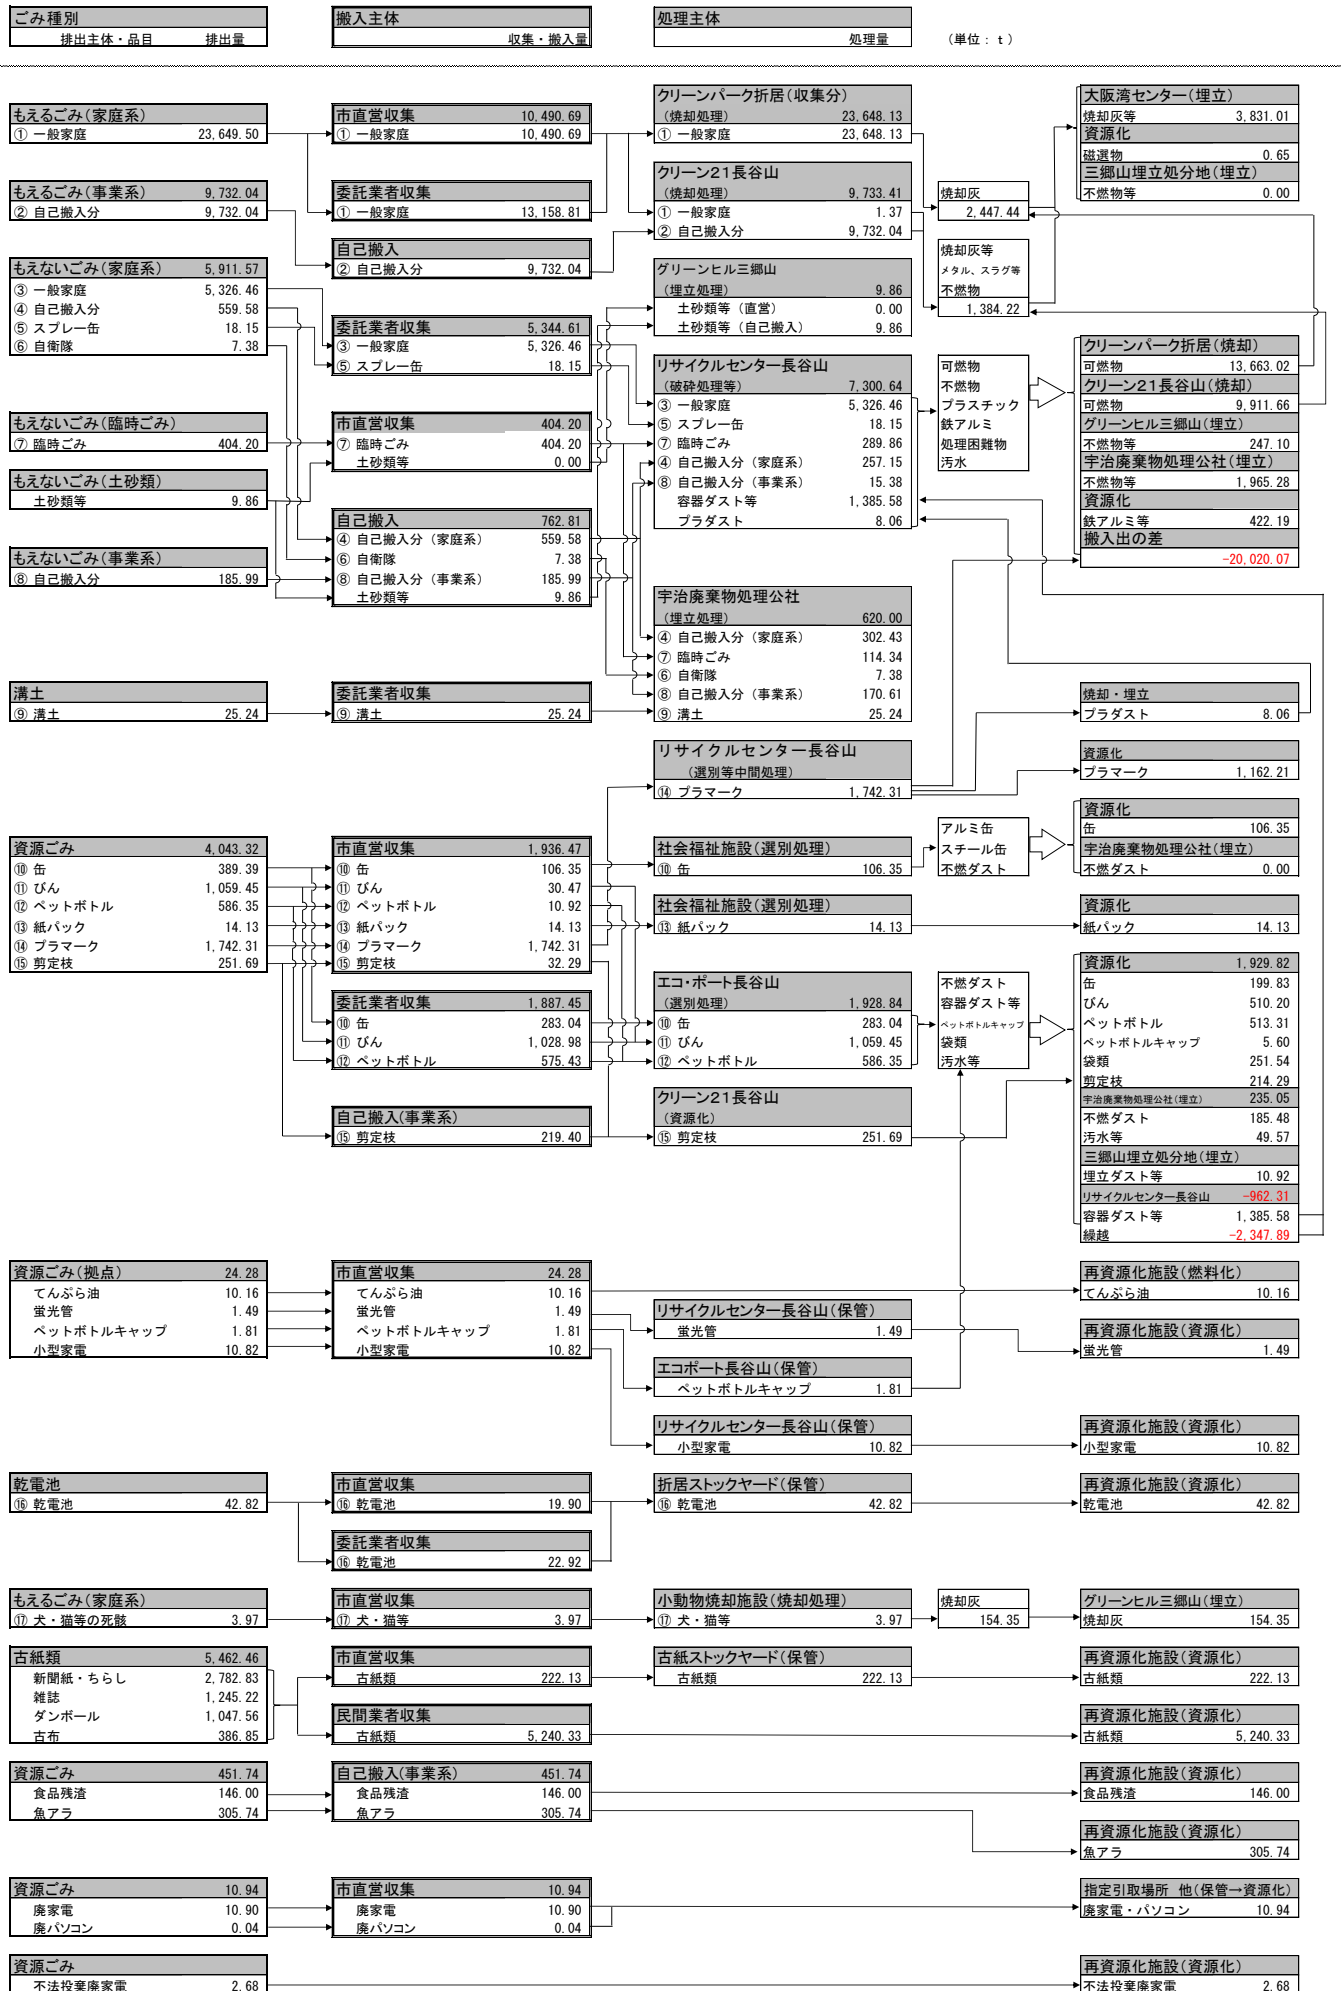 ごみ種別
排出主体・品目 排出量
搬入主体
収集・搬入量
処理主体
処理量
(単位：t)
もえるごみ(家庭系)
① 一般家庭 23,649.50
市直営収集 10,490.69
① 一般家庭 10,490.69
クリーンパーク折居(収集分)
(焼却処理) 23,648.13
① 一般家庭 23,648.13
大阪湾センター(埋立)
焼却灰等 3,831.01
資源化
磁選物 0.65
三郷山埋立処分地(埋立)
不燃物等 0.00
もえるごみ(事業系) 9,732.04
② 自己搬入分 9,732.04
委託業者収集
① 一般家庭 13,158.81
自己搬入
② 自己搬入分 9,732.04
クリーン21長谷山
(焼却処理) 9,733.41
① 一般家庭 1.37
② 自己搬入分 9,732.04
焼却灰
2,447.44
焼却灰等
メタル、スラグ等
不燃物
1,384.22
もえないごみ(家庭系) 5,911.57
③ 一般家庭 5,326.46
④ 自己搬入分 559.58
⑤ スプレー缶 18.15
⑥ 自衛隊 7.38
委託業者収集 5,344.61
③ 一般家庭 5,326.46
⑤ スプレー缶 18.15
グリーンヒル三郷山
(埋立処理) 9.86
土砂類等 (直営) 0.00
土砂類等 (自己搬入) 9.86
リサイクルセンター長谷山
(破砕処理等) 7,300.64
③ 一般家庭 5,326.46
⑤ スプレー缶 18.15
⑦ 臨時ごみ 289.86
④ 自己搬入分 (家庭系) 257.15
⑧ 自己搬入分 (事業系) 15.38
容器ダスト等 1,385.58
プラダスト 8.06
可燃物
不燃物
プラスチック
鉄アルミ
処理困難物
汚水
クリーンパーク折居(焼却)
可燃物 13,663.02
クリーン21長谷山(焼却)
可燃物 9,911.66
グリーンヒル三郷山(埋立)
不燃物等 247.10
宇治廃棄物処理公社(埋立)
不燃物等 1,965.28
資源化
鉄アルミ等 422.19
搬入出の差
-20,020.07
もえないごみ(臨時ごみ)
⑦ 臨時ごみ 404.20
もえないごみ(土砂類)
土砂類等 9.86
もえないごみ(事業系)
⑧ 自己搬入分 185.99
市直営収集 404.20
⑦ 臨時ごみ 404.20
土砂類等 0.00
自己搬入 762.81
④ 自己搬入分 (家庭系) 559.58
⑥ 自衛隊 7.38
⑧ 自己搬入分 (事業系) 185.99
土砂類等 9.86
宇治廃棄物処理公社
(埋立処理) 620.00
④ 自己搬入分 (家庭系) 302.43
⑦ 臨時ごみ 114.34
⑥ 自衛隊 7.38
⑧ 自己搬入分 (事業系) 170.61
⑨ 溝土 25.24
溝土
⑨ 溝土 25.24
委託業者収集
⑨ 溝土 25.24
焼却・埋立
プラダスト 8.06
リサイクルセンター長谷山
(選別等中間処理)
⑭ プラマーク 1,742.31
資源化
プラマーク 1,162.21
資源ごみ 4,043.32
⑩ 缶 389.39
⑪ びん 1,059.45
⑫ ペットボトル 586.35
⑬ 紙パック 14.13
⑭ プラマーク 1,742.31
⑮ 剪定枝 251.69
市直営収集 1,936.47
⑩ 缶 106.35
⑪ びん 30.47
⑫ ペットボトル 10.92
⑬ 紙パック 14.13
⑭ プラマーク 1,742.31
⑮ 剪定枝 32.29
社会福祉施設(選別処理)
⑩ 缶 106.35
アルミ缶
スチール缶
不燃ダスト
資源化
缶 106.35
宇治廃棄物処理公社(埋立)
不燃ダスト 0.00
社会福祉施設(選別処理)
⑬ 紙パック 14.13
資源化
紙パック 14.13
委託業者収集 1,887.45
⑩ 缶 283.04
⑪ びん 1,028.98
⑫ ペットボトル 575.43
エコ・ポート長谷山
(選別処理) 1,928.84
⑩ 缶 283.04
⑪ びん 1,059.45
⑫ ペットボトル 586.35
不燃ダスト
容器ダスト等
ペットボトルキャップ
袋類
汚水等
資源化 1,929.82
缶 199.83
びん 510.20
ペットボトル 513.31
ペットボトルキャップ 5.60
袋類 251.54
剪定枝 214.29
宇治廃棄物処理公社(埋立) 235.05
不燃ダスト 185.48
汚水等 49.57
三郷山埋立処分地(埋立)
埋立ダスト等 10.92
リサイクルセンター長谷山 -962.31
容器ダスト等 1,385.58
繰越 -2,347.89
自己搬入(事業系)
⑮ 剪定枝 219.40
クリーン21長谷山
(資源化)
⑮ 剪定枝 251.69
資源ごみ(拠点) 24.28
てんぷら油 10.16
蛍光管 1.49
ペットボトルキャップ 1.81
小型家電 10.82
市直営収集 24.28
てんぷら油 10.16
蛍光管 1.49
ペットボトルキャップ 1.81
小型家電 10.82
再資源化施設(燃料化)
てんぷら油 10.16
リサイクルセンター長谷山(保管)
蛍光管 1.49
再資源化施設(資源化)
蛍光管 1.49
エコポート長谷山(保管)
ペットボトルキャップ 1.81
リサイクルセンター長谷山(保管)
小型家電 10.82
再資源化施設(資源化)
小型家電 10.82
乾電池
⑯ 乾電池 42.82
市直営収集
⑯ 乾電池 19.90
折居ストックヤード(保管)
⑯ 乾電池 42.82
再資源化施設(資源化)
乾電池 42.82
委託業者収集
⑯ 乾電池 22.92
もえるごみ(家庭系)
⑰ 犬・猫等の死骸 3.97
市直営収集
⑰ 犬・猫等 3.97
小動物焼却施設(焼却処理)
⑰ 犬・猫等 3.97
焼却灰
154.35
グリーンヒル三郷山(埋立)
焼却灰 154.35
古紙類 5,462.46
新聞紙・ちらし 2,782.83
雑誌 1,245.22
ダンボール 1,047.56
古布 386.85
市直営収集
古紙類 222.13
古紙ストックヤード(保管)
古紙類 222.13
再資源化施設(資源化)
古紙類 222.13
民間業者収集
古紙類 5,240.33
再資源化施設(資源化)
古紙類 5,240.33
資源ごみ 451.74
食品残渣 146.00
魚アラ 305.74
自己搬入(事業系) 451.74
食品残渣 146.00
魚アラ 305.74
再資源化施設(資源化)
食品残渣 146.00
再資源化施設(資源化)
魚アラ 305.74
資源ごみ 10.94
廃家電 10.90
廃パソコン 0.04
市直営収集 10.94
廃家電 10.90
廃パソコン 0.04
指定引取場所 他(保管→資源化)
廃家電・パソコン 10.94
資源ごみ
不法投棄廃家電 2.68
再資源化施設(資源化)
不法投棄廃家電 2.68